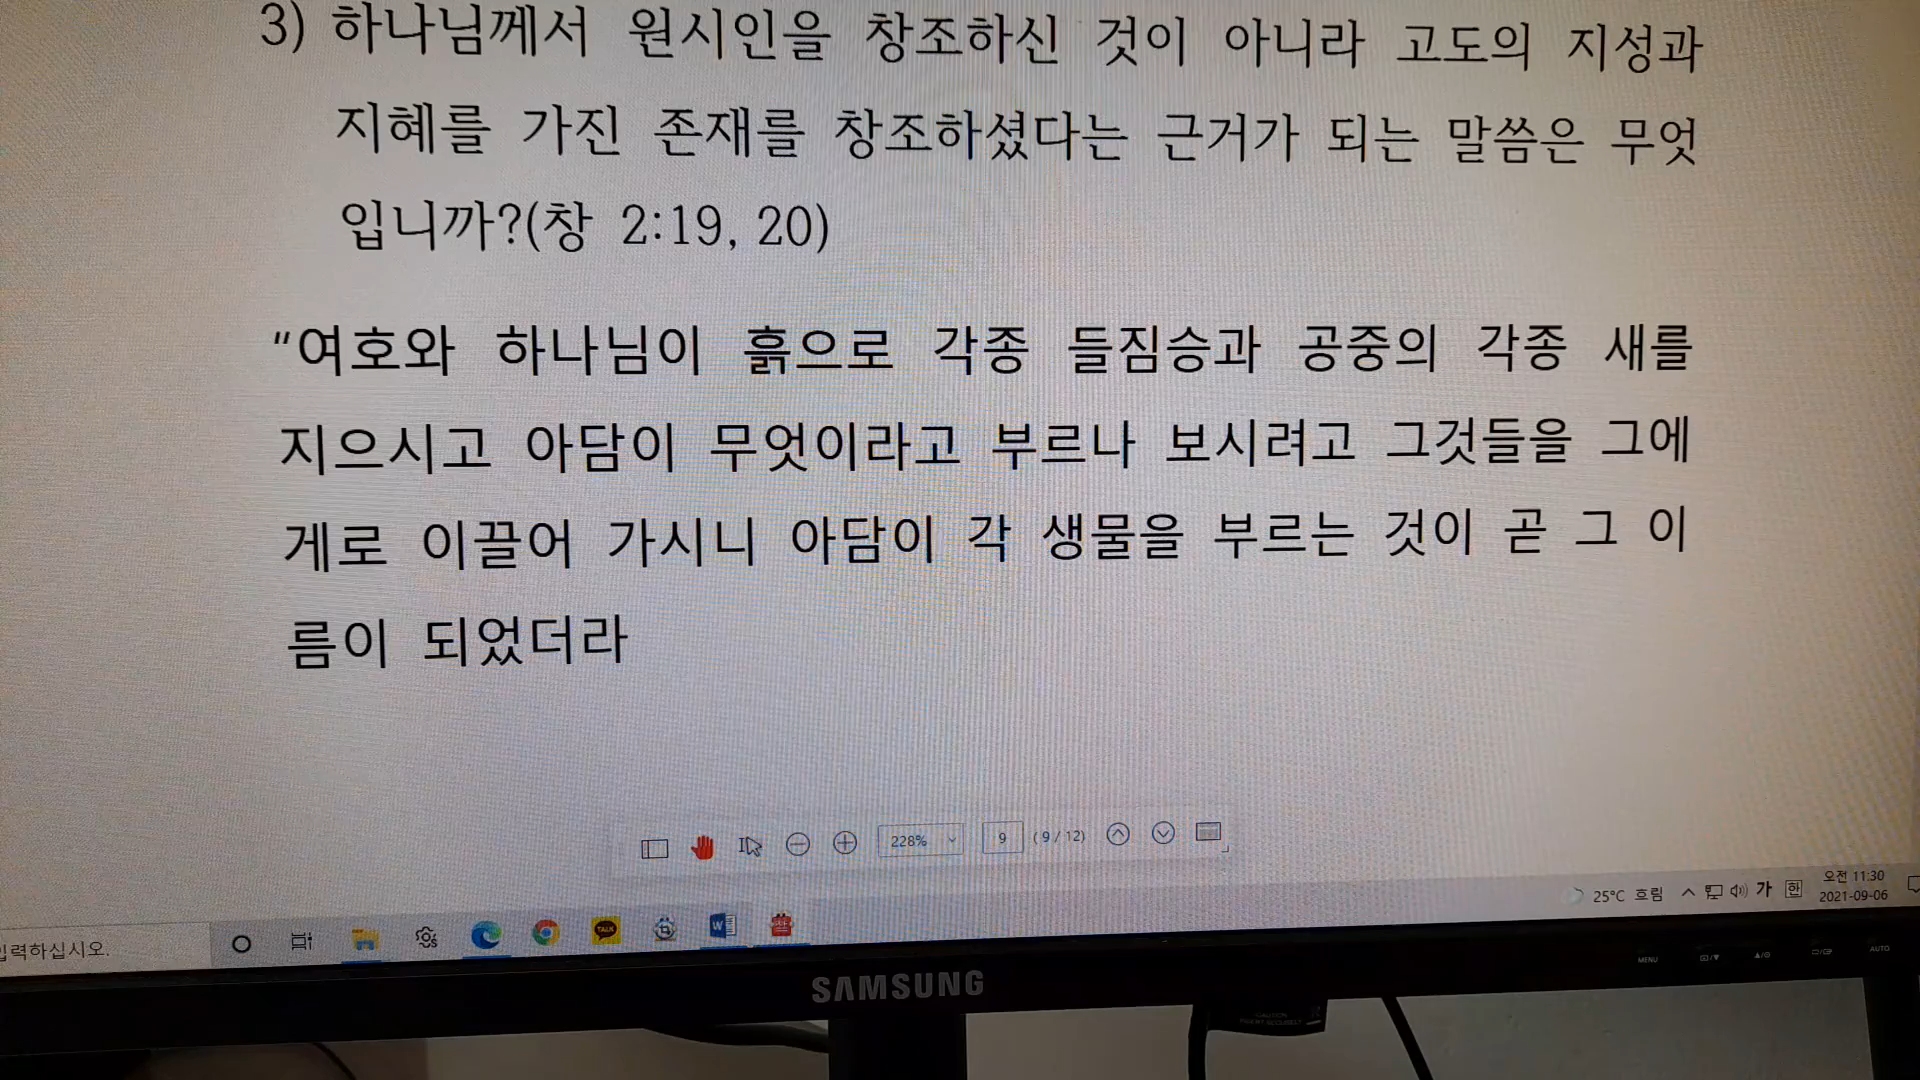 3) 하나님께서 원시인을 창조하신 것이 아니라 고도의 지성과
지혜를 가진 존재를 창조하셨다는 근거가 되는 말씀은 무엇
입니까?(창 2:19, 20)
"여호와 하나님이 흙으로 각종 들짐승과 공중의 각종 새를
지으시고 아담이 무엇이라고 부르나 보시려고 그것들을 그에
게로 이끌어 가시니 아담이 각 생물을 부르는 것이 곧 그 이
름이 되었더라
228% 9 ( 9 / 12)
25°C 흐림 가 한 오전 11:30
2021-09-06
입력하십시오. TALK W
SAMSUNG
MENU AUTO